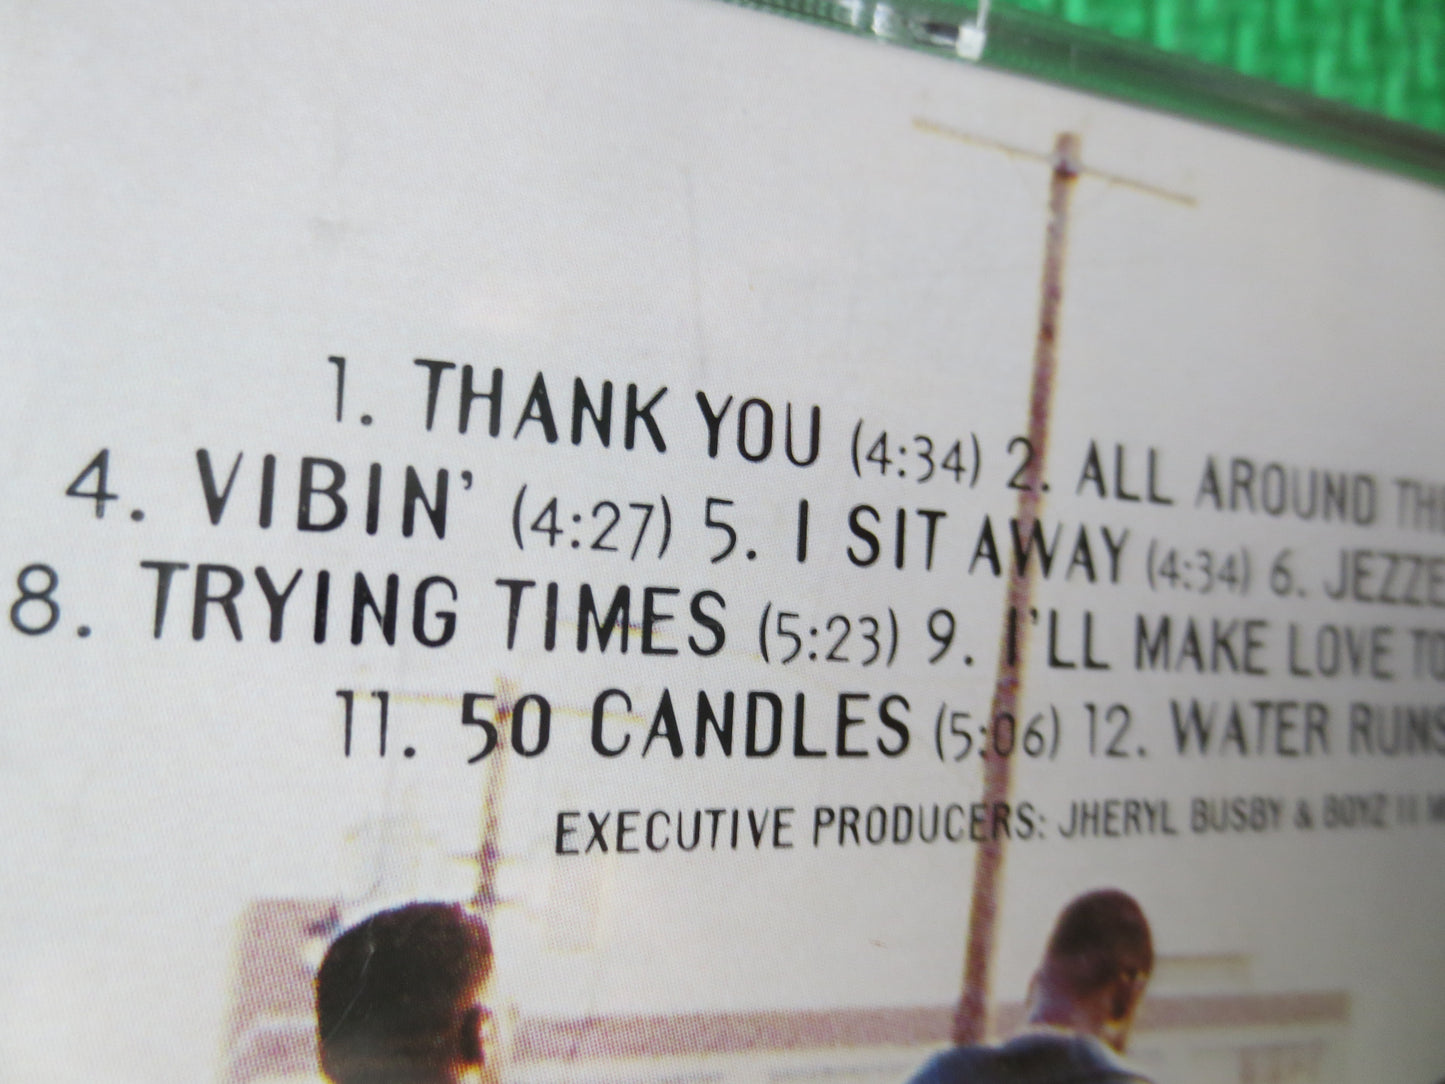 1. THANK YOU (4:34) 2. ALL AROUND
4. VIBIN' (4:27) 5. I SIT AWAY (4:34) 6.
8. TRYING TIMES (5:23) 9. I'LL MAKE LOVE TO
11. 50 CANDLES (5:06) 12. WATER RUNS
EXECUTIVE PRODUCERS: JHERYL BUSBY & BOYZ II